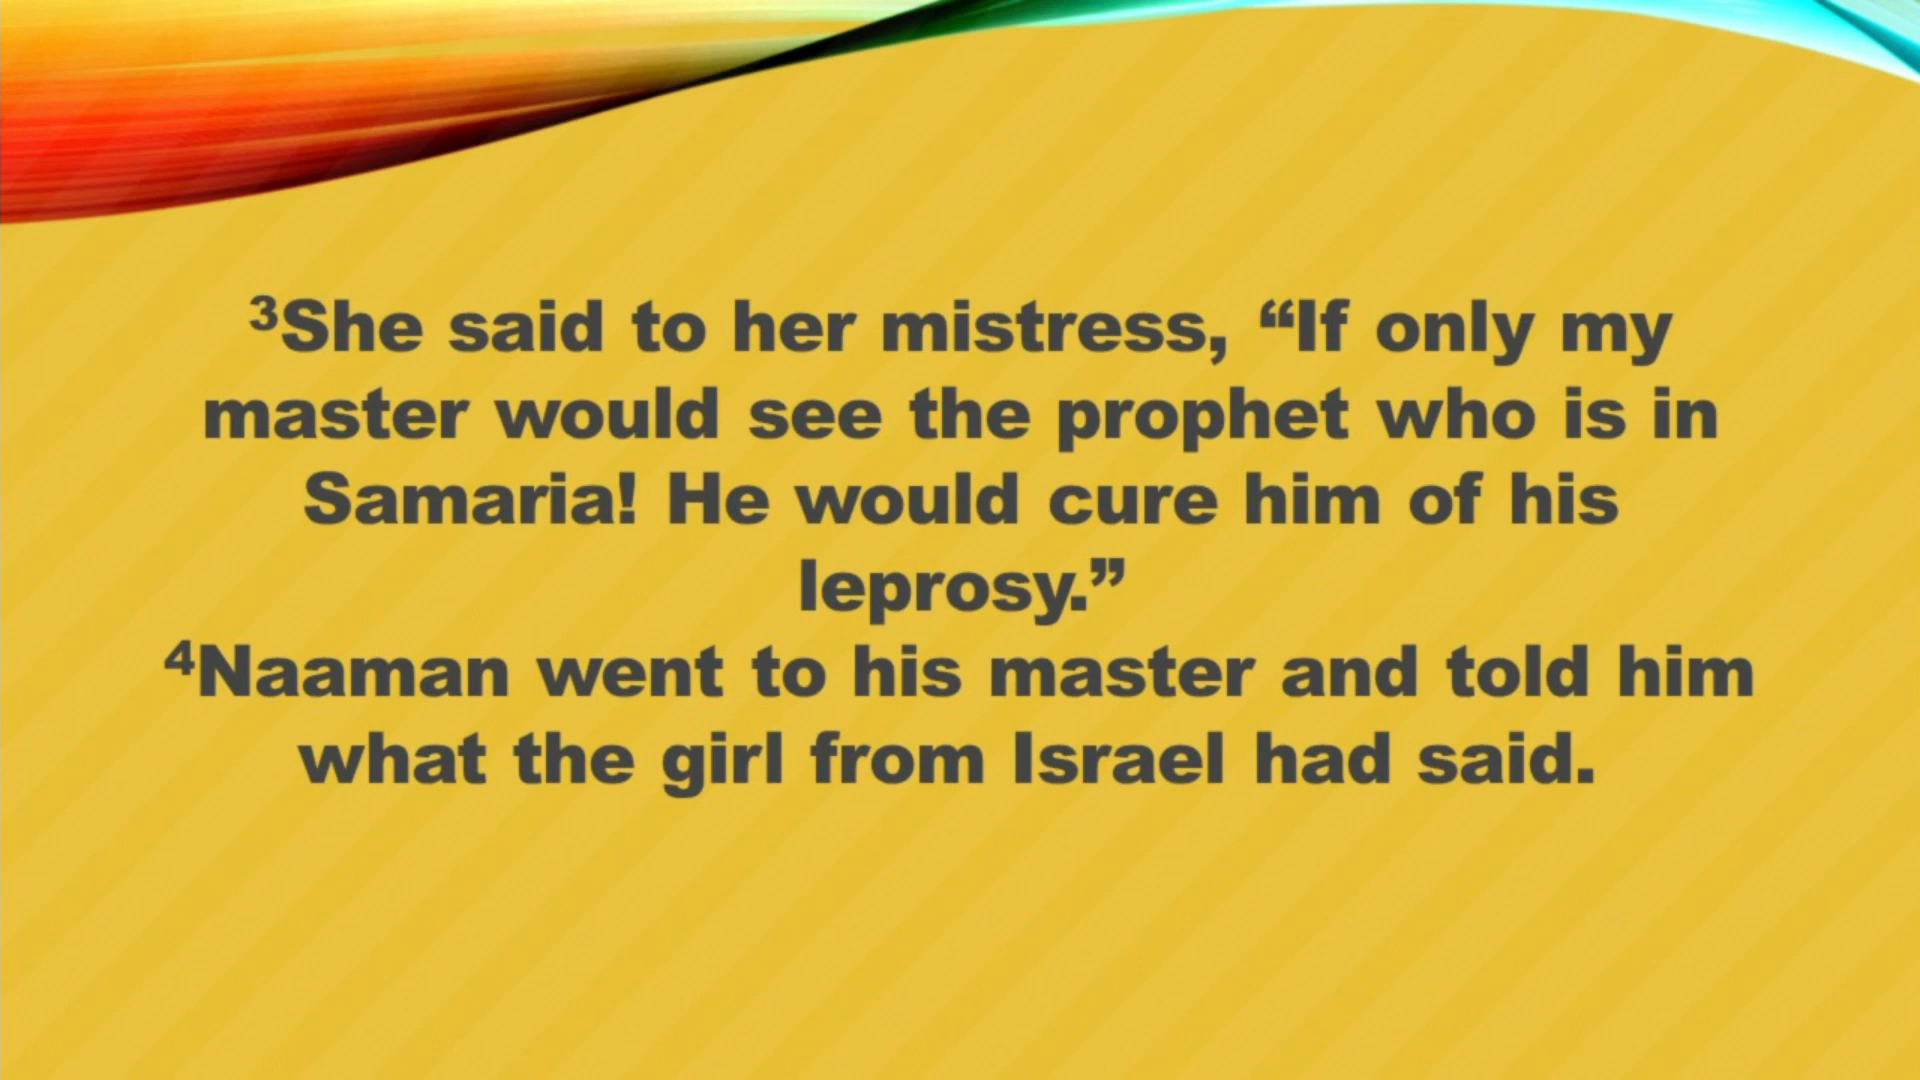 ³She said to her mistress, “If only my
master would see the prophet who is in
Samaria! He would cure him of his
leprosy.”
⁴Naaman went to his master and told him
what the girl from Israel had said.